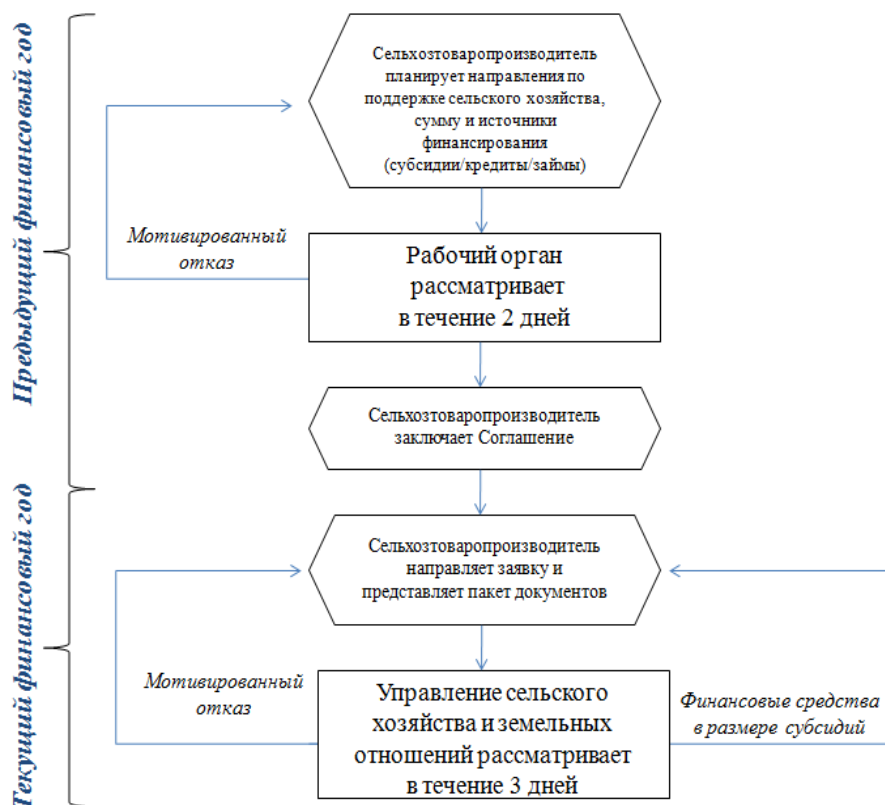 Предыдущий финансовый год
Сельхозтоваропроизводитель
планирует направления по
поддержке сельского хозяйства,
сумму и источники
финансирования
(субсидии/кредиты/займы)
Мотивированный
отказ
Рабочий орган
рассматривает
в течение 2 дней
Сельхозтоваропроизводитель
заключает Соглашение
Текущий финансовый год
Сельхозтоваропроизводитель
направляет заявку и
представляет пакет документов
Мотивированный
отказ
Управление сельского
хозяйства и земельных
отношений рассматривает
в течение 3 дней
Финансовые средства
в размере субсидий